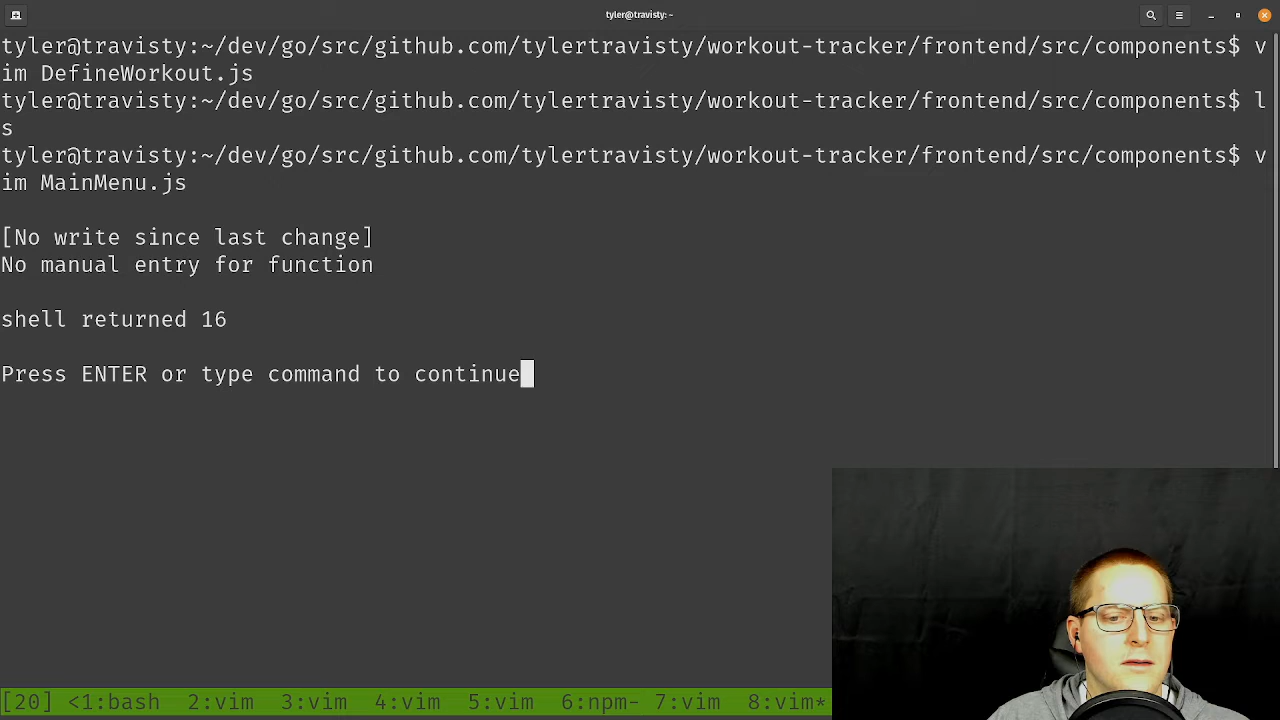 tyler@travisty: ~
tyler@travisty:~/dev/go/src/github.com/tylertravisty/workout-tracker/frontend/src/components$ v
im DefineWorkout.js
tyler@travisty:~/dev/go/src/github.com/tylertravisty/workout-tracker/frontend/src/components$ l
s
tyler@travisty:~/dev/go/src/github.com/tylertravisty/workout-tracker/frontend/src/components$ v
im MainMenu.js
[No write since last change]
No manual entry for function
shell returned 16
Press ENTER or type command to continue
[20] <1:bash  2:vim  3:vim  4:vim  5:vim  6:npm- 7:vim  8:vim*